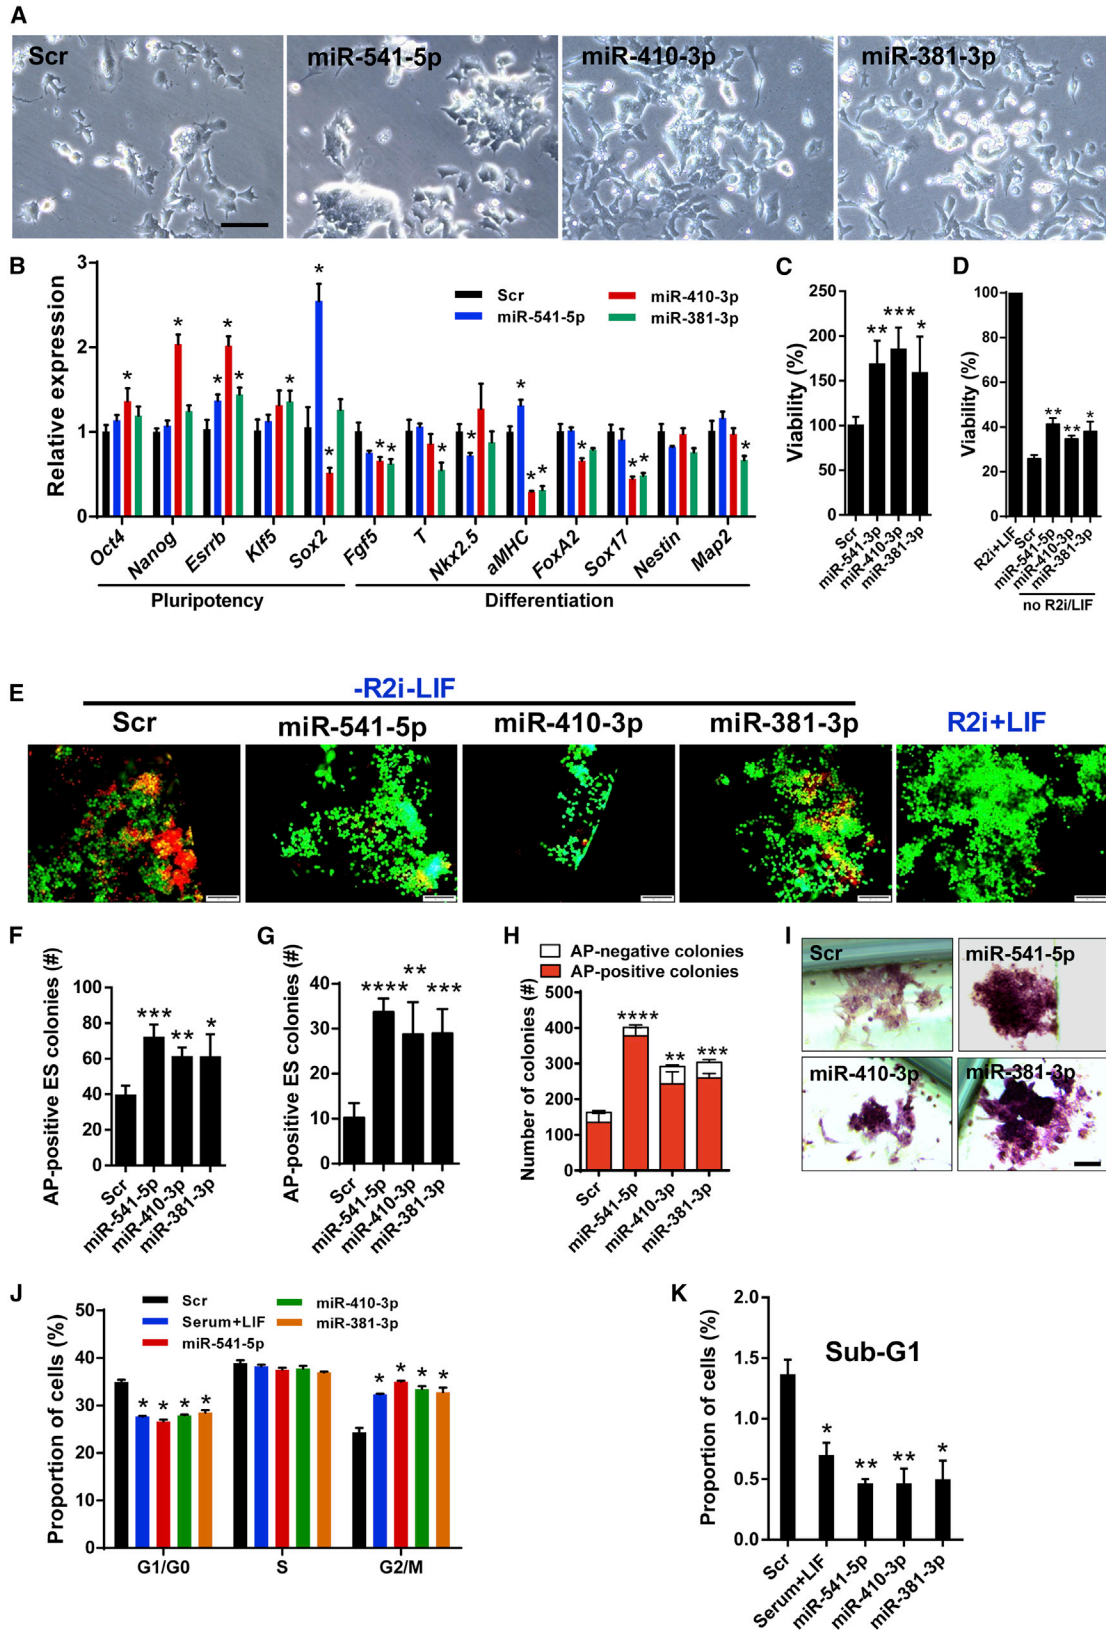 A
Scr
miR-541-5p
miR-410-3p
miR-381-3p
B
Relative expression
3
2
1
0
Scr
miR-541-5p
miR-410-3p
miR-381-3p
* * * * * * * * * * * * * * * * * * *
Oct4
Nanog
Esrrb
Klf5
Sox2
Fgf5
T
Nkx2.5
aMHC
FoxA2
Sox17
Nestin
Map2
Pluripotency
Differentiation
C
Viability (%)
250
200
150
100
50
0
** *** *
Scr
miR-541-3p
miR-410-3p
miR-381-3p
D
Viability (%)
100
80
60
40
20
0
** ** *
R2i+LIF
Scr
miR-541-5p
miR-410-3p
miR-381-3p
no R2i/LIF
E
-R2i-LIF
Scr
miR-541-5p
miR-410-3p
miR-381-3p
R2i+LIF
F
AP-positive ES colonies (#)
100
80
60
40
20
0
*** ** *
Scr
miR-541-5p
miR-410-3p
miR-381-3p
G
AP-positive ES colonies (#)
40
30
20
10
0
**** ** ***
Scr
miR-541-5p
miR-410-3p
miR-381-3p
H
AP-negative colonies
AP-positive colonies
Number of colonies (#)
500
400
300
200
100
0
**** ** ***
Scr
miR-541-5p
miR-410-3p
miR-381-3p
I
Scr
miR-541-5p
miR-410-3p
miR-381-3p
J
Proportion of cells (%)
50
40
30
20
10
0
Scr
Serum+LIF
miR-541-5p
miR-410-3p
miR-381-3p
* * * *
* * * *
G1/G0
S
G2/M
K
Sub-G1
Proportion of cells (%)
2.0
1.5
1.0
0.5
0.0
* ** ** *
Scr
Serum+LIF
miR-541-5p
miR-410-3p
miR-381-3p